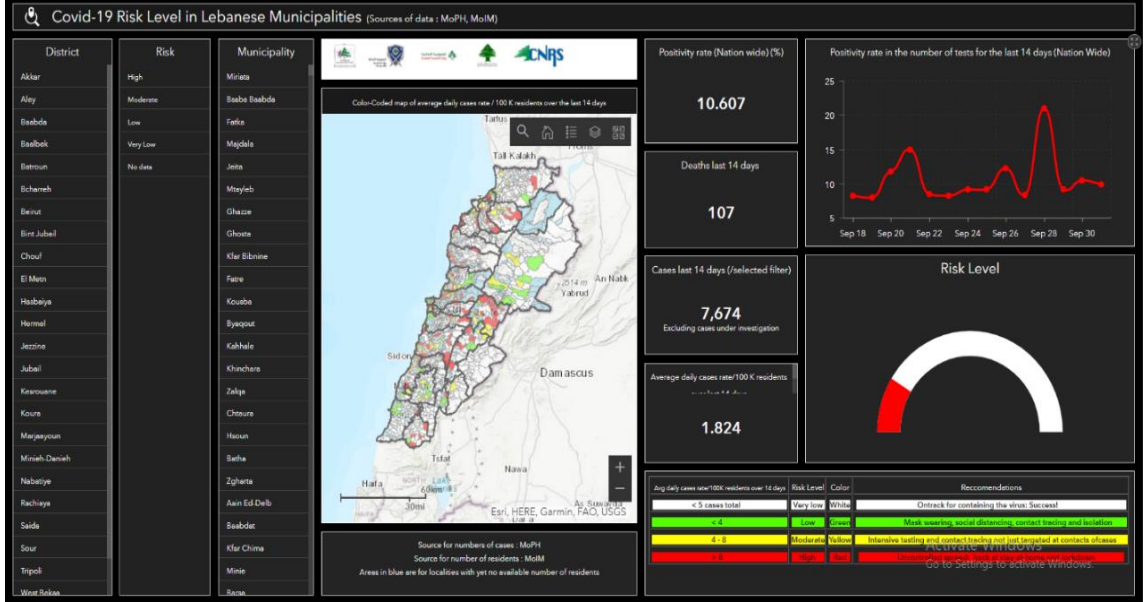 Covid-19 Risk Level in Lebanese Municipalities (Sources of data : MoPH, MoIM)
District
Akkar
Aley
Baabda
Baalbek
Batroun
Bcharreh
Beirut
Bint Jubeil
Chouf
El Metn
Hasbaiya
Hermel
Jezzine
Jubail
Kesrouane
Koura
Marjaayoun
Minieh-Danieh
Nabatiye
Rachiaya
Saida
Sour
Tripoli
West Bekaa
Risk
High
Moderate
Low
Very Low
No data
Municipality
Miriata
Baabda
Fatka
Majdala
Jeita
Mtayleb
Ghazze
Ghosta
Kfar Bibnine
Fatre
Kousba
Byaqout
Kahhale
Khinchara
Zalqa
Chtaura
Hsoun
Batha
Zgharta
Aain Ed-Delb
Baabdat
Kfar Chima
Minie
CNRS
Color-Coded map of average daily cases rate / 100 K residents over the last 14 days
Tartus
Tall Kalakh
An Nabk
Yabrud
Sidon
Damascus
Nawa
Haifa
30mi
Esri, HERE, Garmin, FAO, USGS
Source for numbers of cases : MoPH
Source for number of residents : MoIM
Areas in blue are for localities with yet no available number of residents
Positivity rate (Nation wide) (%)
10.607
Deaths last 14 days
107
Cases last 14 days (/selected filter)
7,674
Excluding cases under investigation
Average daily cases rate/100 K residents
over last 14 days
1.824
Positivity rate in the number of tests for the last 14 days(Nation Wide)
25
20
15
10
5
Sep 18 Sep 20 Sep 22 Sep 24 Sep 26 Sep 28 Sep 30
Risk Level
Avg daily cases rate/100K residents over 14 days Risk Level Color Reccomendations
< 5 cases total Very low White Ontrack for containing the virus: Success!
< 4 Low Green Mask wearing, social distancing, contact tracing and isolation
4 - 8 Moderate Yellow Intensive testing and contact tracing not just targeted at contacts ofcases
> 8 High Red
Activate Windows
Go to Settings to activate Windows.